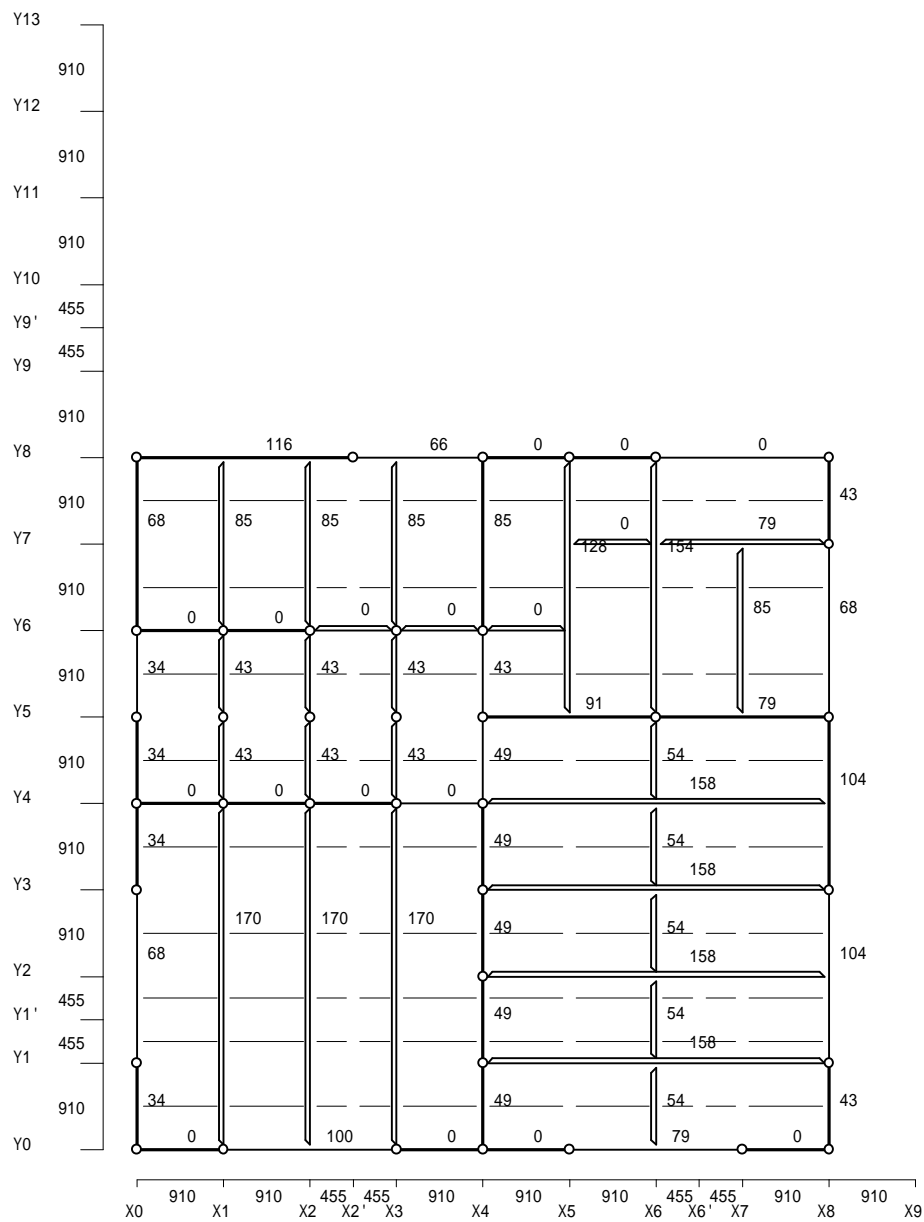 Y13
910
Y12
910
Y11
910
Y10
455
Y9'
455
Y9
910
Y8 116 66 0 0 0
910 68 85 85 85 85 43
Y7 0 79
128 154
910 85 68
Y6 0 0 0 0 0
910 34 43 43 43 43
Y5 91 79
910 34 43 43 43 49 54 104
Y4 0 0 0 0 158
910 34 49 54
Y3 158
910 68 170 170 170 49 54 104
Y2 158
455
Y1' 49 54
455 158
Y1
910 34 49 54 43
Y0 0 100 0 0 79 0
910 910 455 455 910 910 910 455 455 910 910
X0 X1 X2 X2' X3 X4 X5 X6 X6' X7 X8 X9